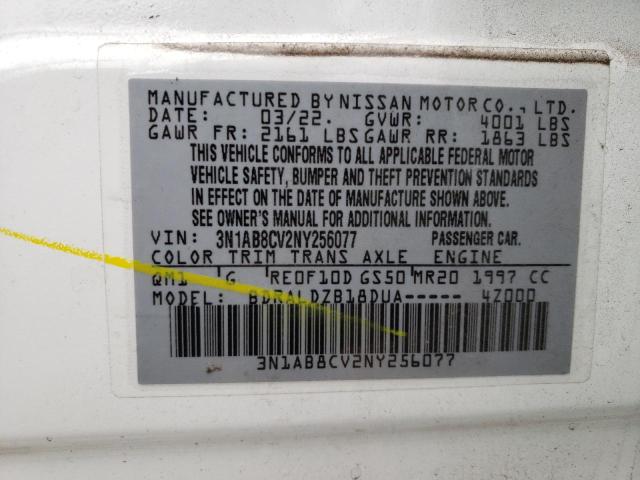 MANUFACTURED BY NISSAN MOTOR CO., LTD.
DATE: 03/22. GVWR: 4001 LBS
GAWR FR: 2161 LBS GAWR RR: 1863 LBS
THIS VEHICLE CONFORMS TO ALL APPLICABLE FEDERAL MOTOR
VEHICLE SAFETY, BUMPER AND THEFT PREVENTION STANDARDS
IN EFFECT ON THE DATE OF MANUFACTURE SHOWN ABOVE.
SEE OWNER'S MANUAL FOR ADDITIONAL INFORMATION.
VIN: 3N1AB8CV2NY256077 PASSENGER CAR.
COLOR TRIM TRANS AXLE ENGINE
QM1 G RE0F10D GS50 MR20 1997 CC
MODEL: BDRALDZB18DUA----- 4Z000
3N1AB8CV2NY256077